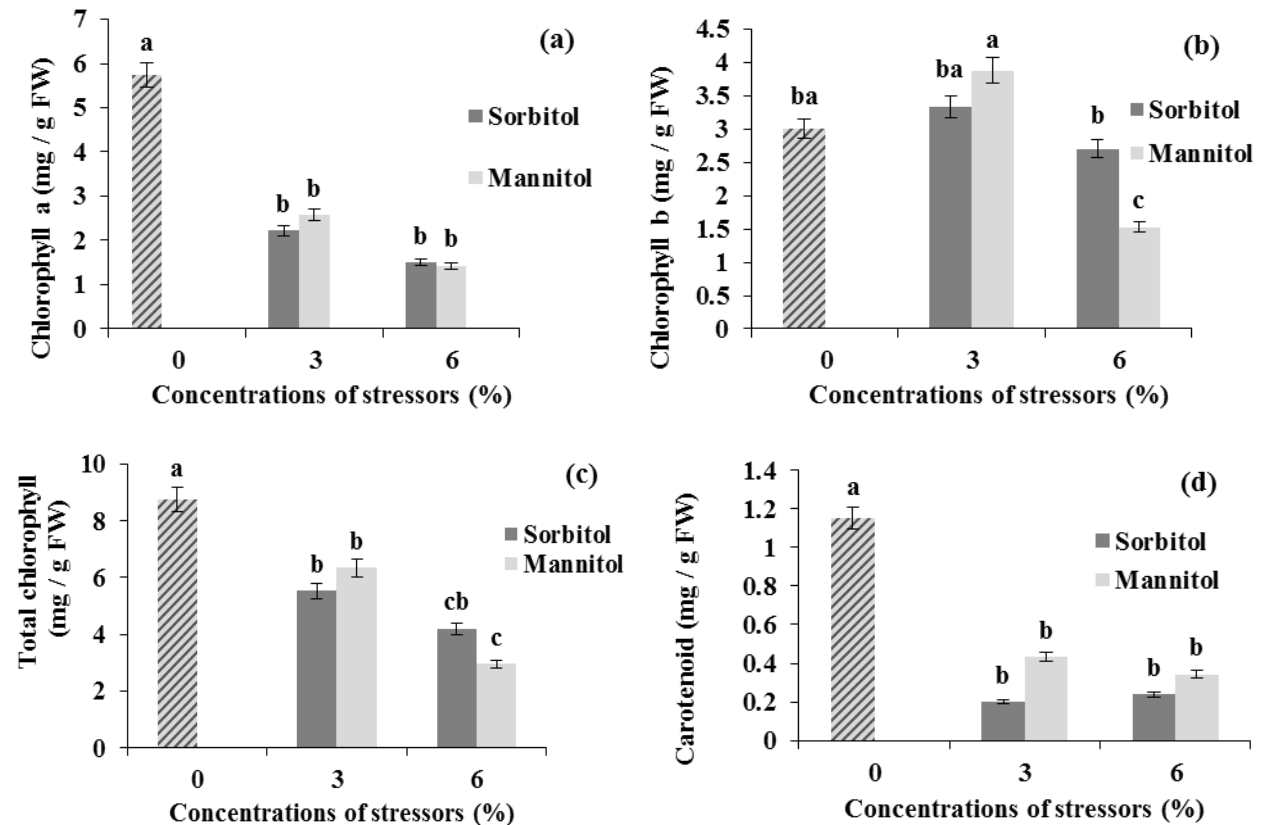 (a)
Chlorophyll a (mg / g FW)
7
6
5
4
3
2
1
0
a
b
b
b
b
Sorbitol
Mannitol
0
3
6
Concentrations of stressors (%)
(b)
Chlorophyll b (mg / g FW)
4.5
4
3.5
3
2.5
2
1.5
1
0.5
0
ba
ba
a
b
c
Sorbitol
Mannitol
0
3
6
Concentrations of stressors (%)
(c)
Total chlorophyll
(mg / g FW)
10
8
6
4
2
0
a
b
b
cb
c
Sorbitol
Mannitol
0
3
6
Concentrations of stressors (%)
(d)
Carotenoid (mg / g FW)
1.4
1.2
1
0.8
0.6
0.4
0.2
0
a
b
b
b
b
Sorbitol
Mannitol
0
3
6
Concentrations of stressors (%)